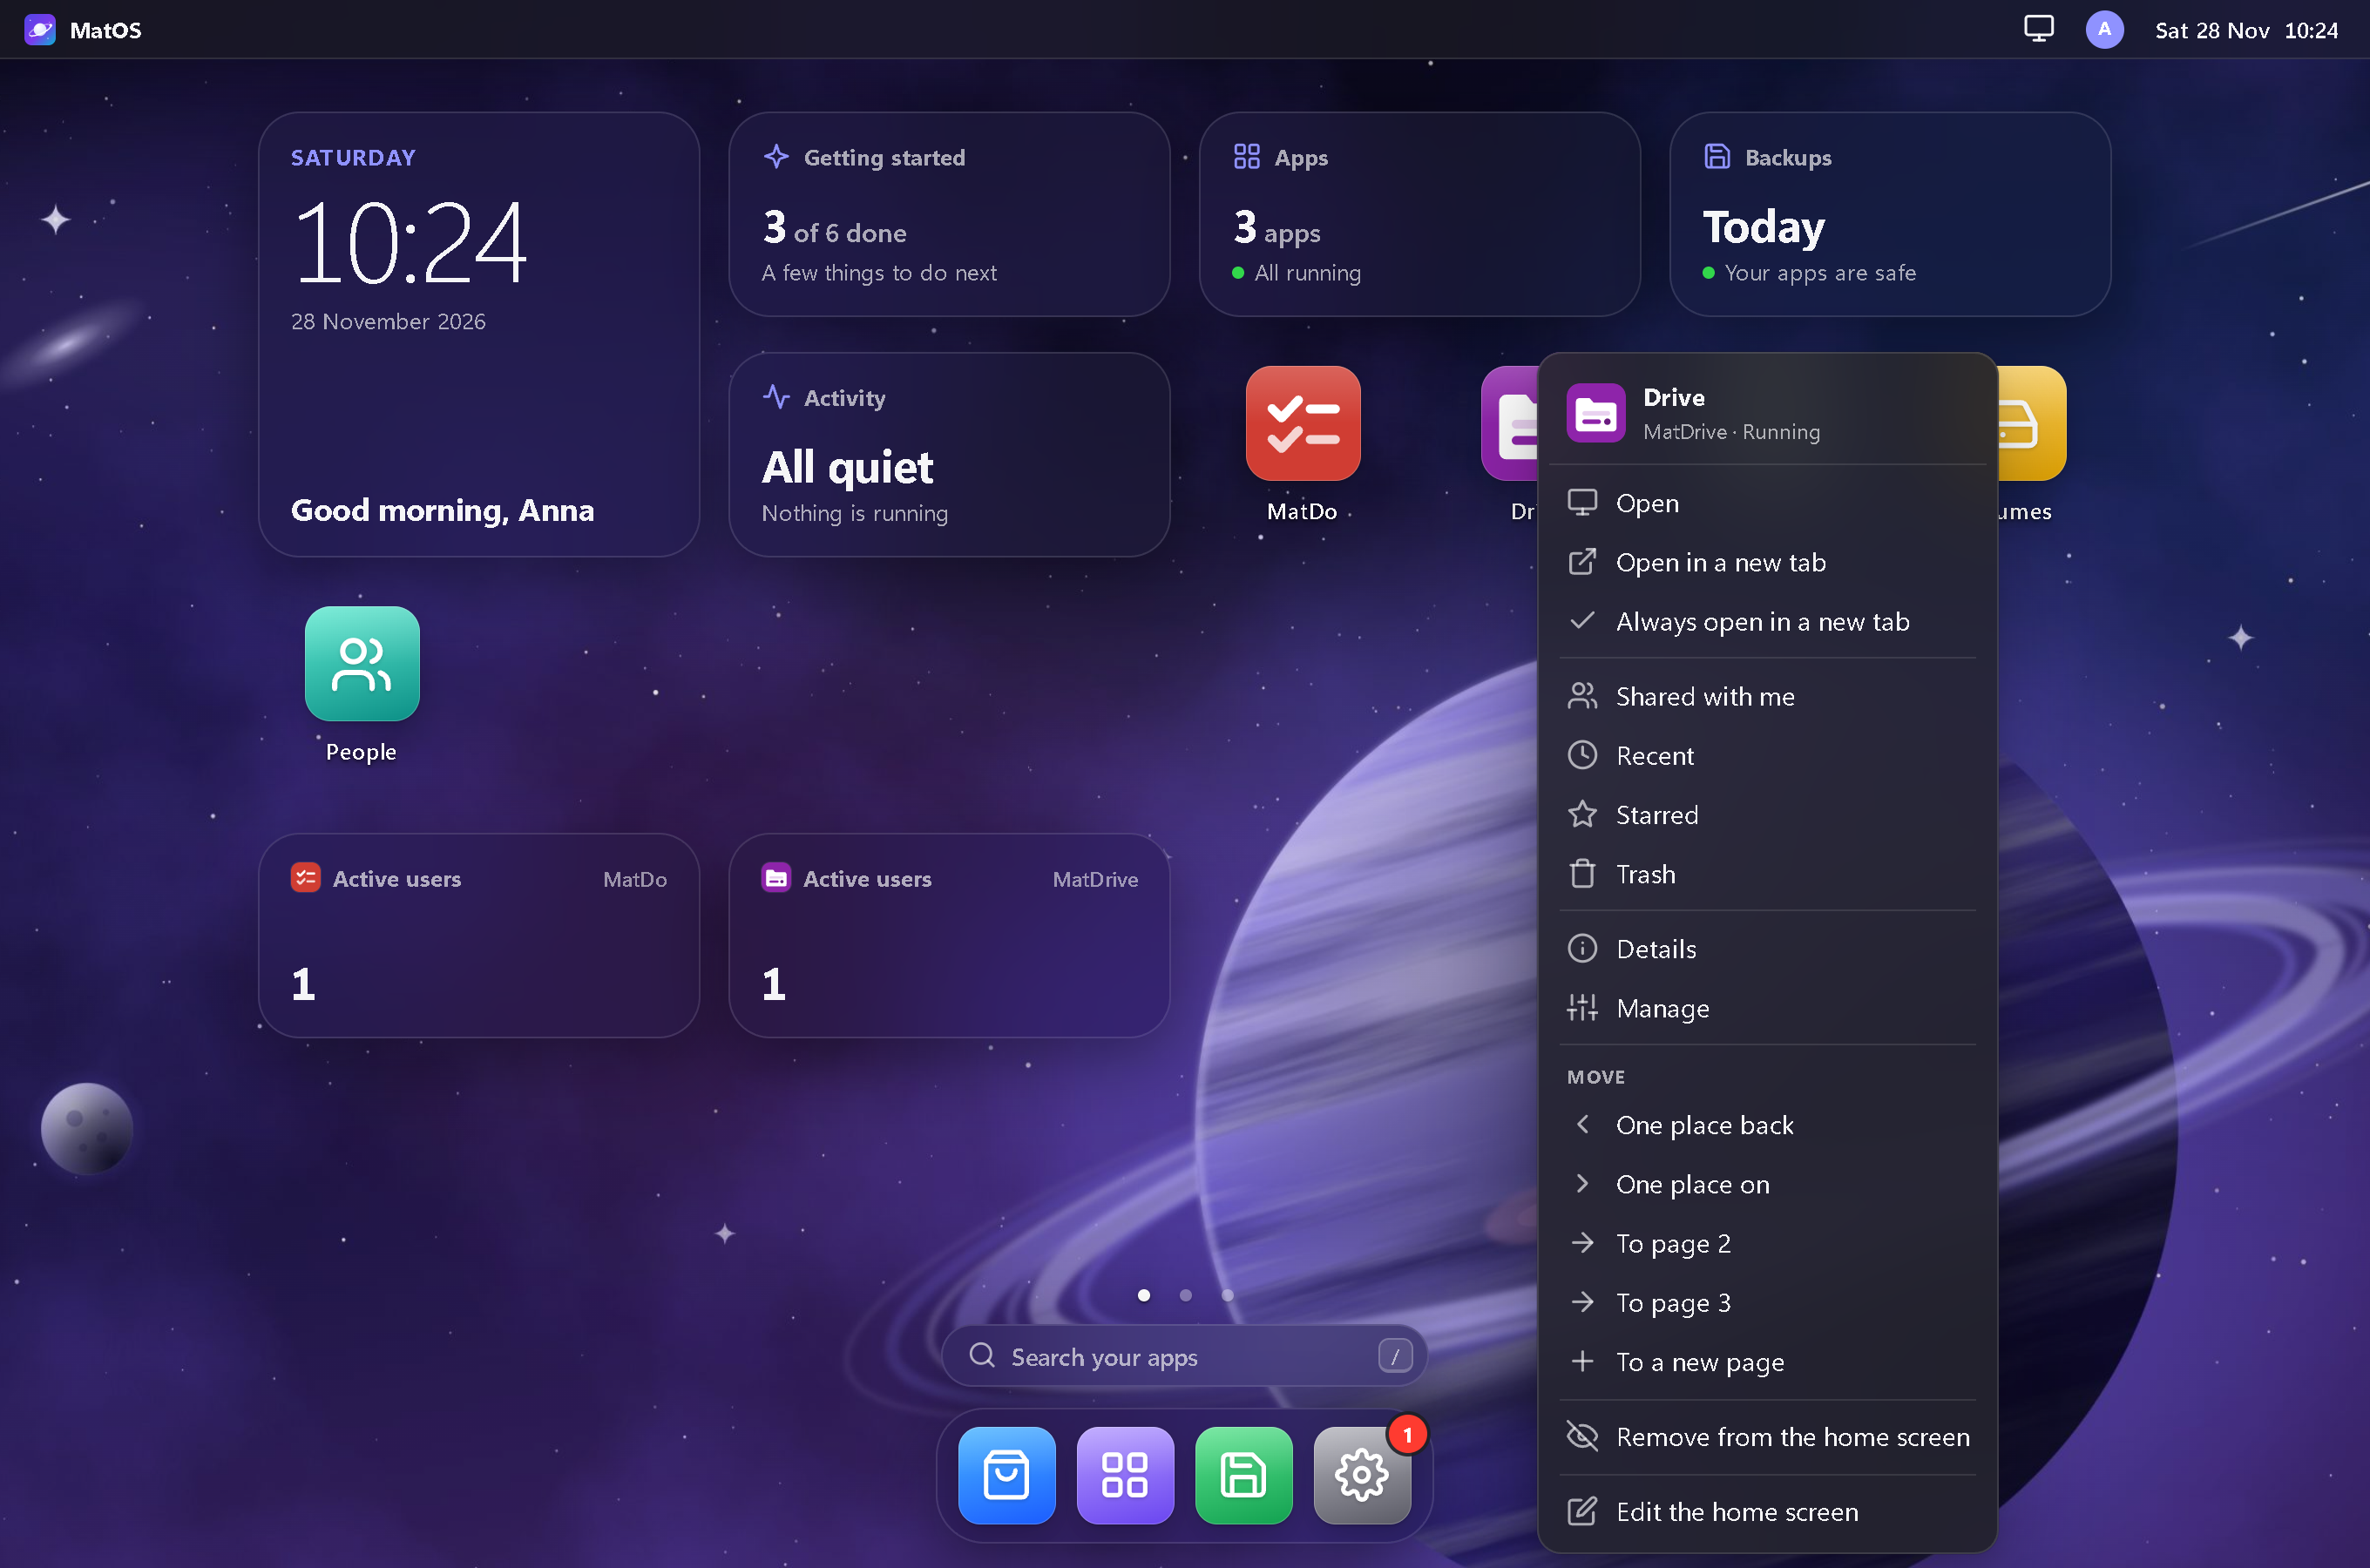 MatOS
A
Sat 28 Nov 10:24
SATURDAY
10:24
28 November 2026
Good morning, Anna
Getting started
3 of 6 done
A few things to do next
Apps
3 apps
All running
Backups
Today
Your apps are safe
Activity
All quiet
Nothing is running
MatDo
People
Active users
MatDo
1
Active users
MatDrive
1
Drive
MatDrive · Running
Open
Open in a new tab
Always open in a new tab
Shared with me
Recent
Starred
Trash
Details
Manage
MOVE
One place back
One place on
To page 2
To page 3
To a new page
Remove from the home screen
Edit the home screen
Search your apps
/
1